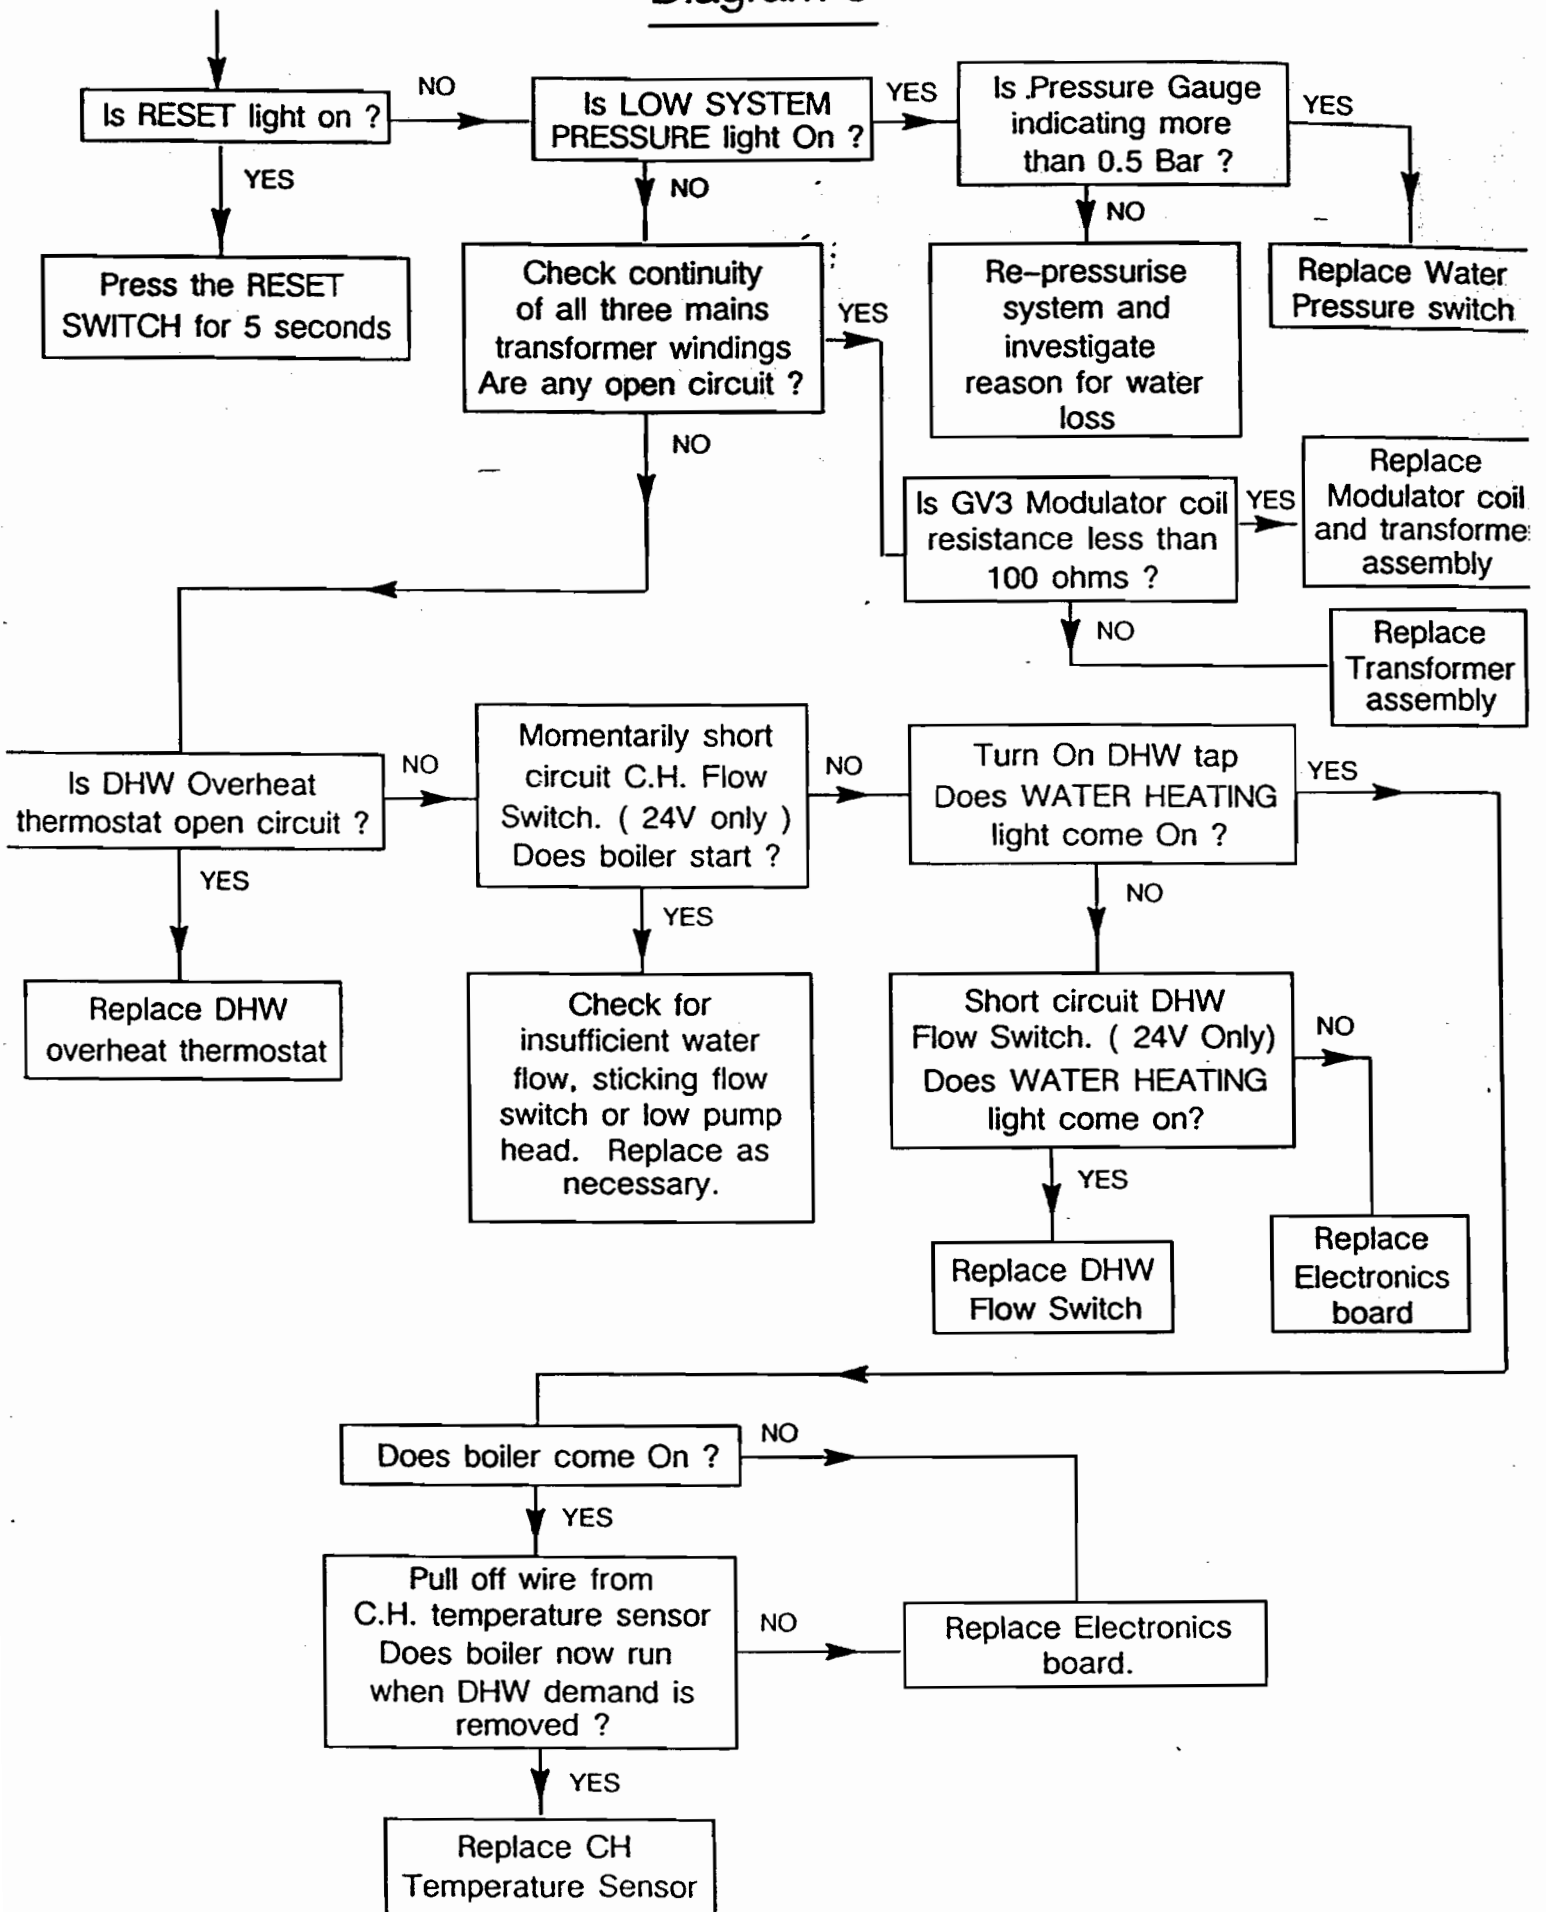 NO
YES
YES
Is RESET light on ?
Is LOW SYSTEM
PRESSURE light On ?
Is Pressure Gauge
indicating more
than 0.5 Bar ?
YES
NO
NO
Press the RESET
SWITCH for 5 seconds
Check continuity
of all three mains
transformer windings
Are any open circuit ?
YES
Re-pressurise
system and
investigate
reason for water
loss
Replace Water
Pressure switch
NO
Is GV3 Modulator coil
resistance less than
100 ohms ?
YES
Replace
Modulator coil
and transforme
assembly
NO
Replace
Transformer
assembly
Is DHW Overheat
thermostat open circuit ?
NO
Momentarily short
circuit C.H. Flow
Switch. ( 24V only )
Does boiler start ?
NO
Turn On DHW tap
Does WATER HEATING
light come On ?
YES
YES
YES
NO
Replace DHW
overheat thermostat
Check for
insufficient water
flow, sticking flow
switch or low pump
head. Replace as
necessary.
Short circuit DHW
Flow Switch. ( 24V Only)
Does WATER HEATING
light come on?
NO
YES
Replace DHW
Flow Switch
Replace
Electronics
board
Does boiler come On ?
NO
YES
Pull off wire from
C.H. temperature sensor
Does boiler now run
when DHW demand is
removed ?
NO
Replace Electronics
board.
YES
Replace CH
Temperature Sensor